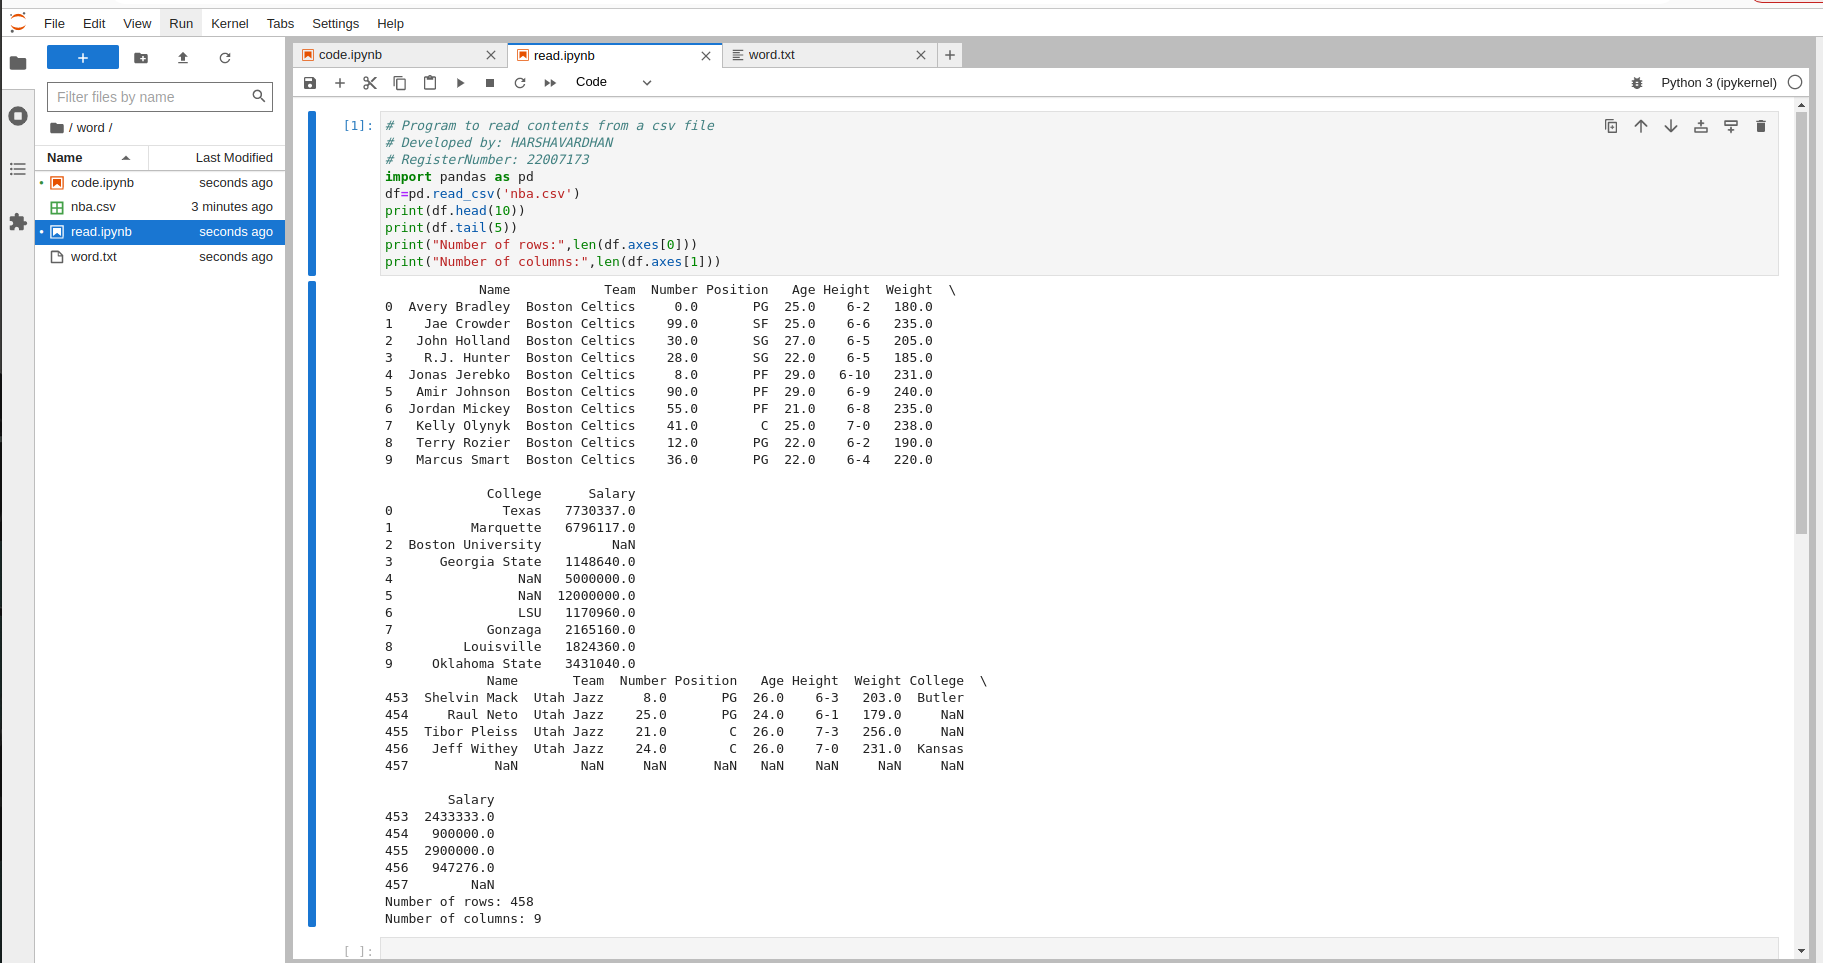 File Edit View Run Kernel Tabs Settings Help
code.ipynb read.ipynb word.txt
Code Python 3 (ipykernel)
Filter files by name
/ word /
Name Last Modified
code.ipynb seconds ago
nba.csv 3 minutes ago
read.ipynb seconds ago
word.txt seconds ago
[1]: # Program to read contents from a csv file
# Developed by: HARSHAVARDHAN
# RegisterNumber: 22007173
import pandas as pd
df=pd.read_csv('nba.csv')
print(df.head(10))
print(df.tail(5))
print("Number of rows:",len(df.axes[0]))
print("Number of columns:",len(df.axes[1]))
Name Team Number Position Age Height Weight \
0 Avery Bradley Boston Celtics 0.0 PG 25.0 6-2 180.0
1 Jae Crowder Boston Celtics 99.0 SF 25.0 6-6 235.0
2 John Holland Boston Celtics 30.0 SG 27.0 6-5 205.0
3 R.J. Hunter Boston Celtics 28.0 SG 22.0 6-5 185.0
4 Jonas Jerebko Boston Celtics 8.0 PF 29.0 6-10 231.0
5 Amir Johnson Boston Celtics 90.0 PF 29.0 6-9 240.0
6 Jordan Mickey Boston Celtics 55.0 PF 21.0 6-8 235.0
7 Kelly Olynyk Boston Celtics 41.0 C 25.0 7-0 238.0
8 Terry Rozier Boston Celtics 12.0 PG 22.0 6-2 190.0
9 Marcus Smart Boston Celtics 36.0 PG 22.0 6-4 220.0
College Salary
0 Texas 7730337.0
1 Marquette 6796117.0
2 Boston University NaN
3 Georgia State 1148640.0
4 NaN 5000000.0
5 NaN 12000000.0
6 LSU 1170960.0
7 Gonzaga 2165160.0
8 Louisville 1824360.0
9 Oklahoma State 3431040.0
Name Team Number Position Age Height Weight College \
453 Shelvin Mack Utah Jazz 8.0 PG 26.0 6-3 203.0 Butler
454 Raul Neto Utah Jazz 25.0 PG 24.0 6-1 179.0 NaN
455 Tibor Pleiss Utah Jazz 21.0 C 26.0 7-3 256.0 NaN
456 Jeff Withey Utah Jazz 24.0 C 26.0 7-0 231.0 Kansas
457 NaN NaN NaN NaN NaN NaN NaN NaN
Salary
453 2433333.0
454 900000.0
455 2900000.0
456 947276.0
457 NaN
Number of rows: 458
Number of columns: 9
[ ]: